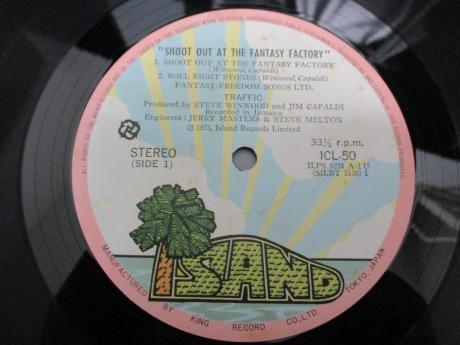 "SHOOT OUT AT THE FANTASY FACTORY"
1. SHOOT OUT AT THE FANTASY FACTORY
(Winwood, Capaldi)
2. ROLL RIGHT STONES (Winwood, Capaldi)
FANTASY/FREEDOM SONGS LTD.
TRAFFIC
Produced by STEVE WINWOOD and JIM CAPALDI
Recorded in Jamaica
Engineers: JERRY MASTERS & STEVE MELTON
℗ 1973, Island Records Limited
STEREO
(SIDE 1)
33⅓ r.p.m.
ICL-50
ILPS 9224 A-1U
(SILBT 5136) 1
ISLAND
MANUFACTURED BY KING RECORD CO., LTD. TOKYO, JAPAN